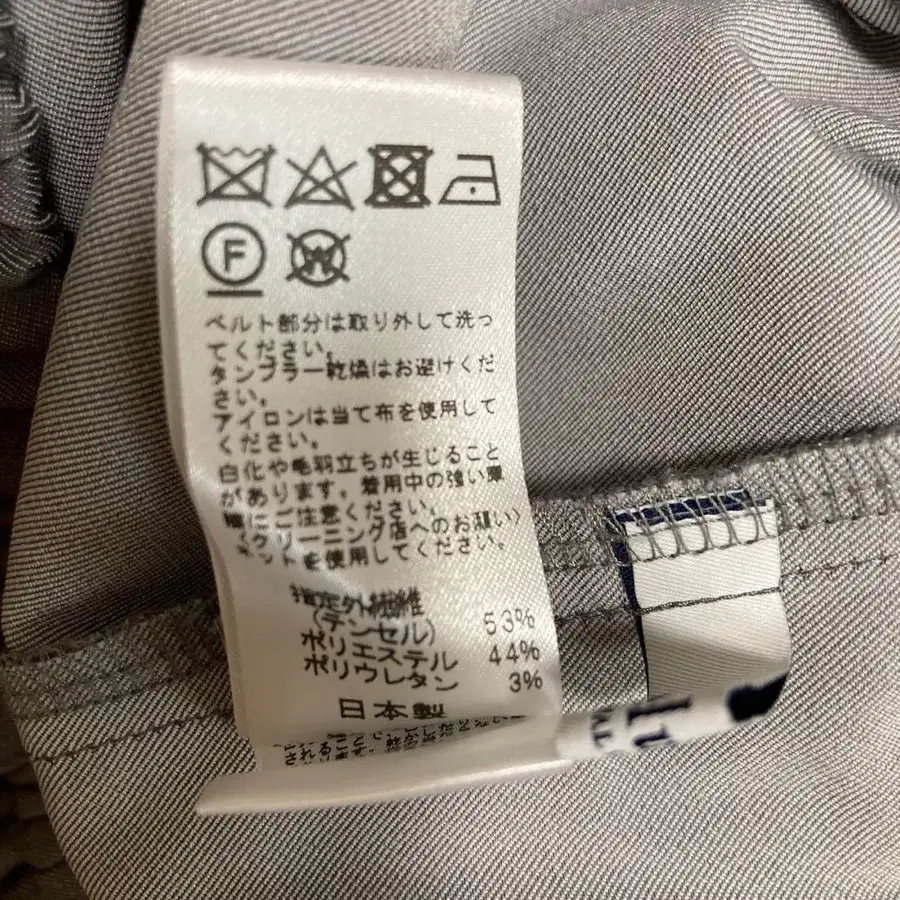 F
W
ベルト部分は取り外して洗っ
てください。
タンブラー乾燥はお避けくだ
さい。
アイロンは当て布を使用して
ください。
白化や毛羽立ちが生じること
があります。着用中の強い摩
擦にご注意ください。
<クリーニング店へのお願い>
ネットを使用してください。
指定外繊維
(テンセル) 53%
ポリエステル 44%
ポリウレタン 3%
日本製